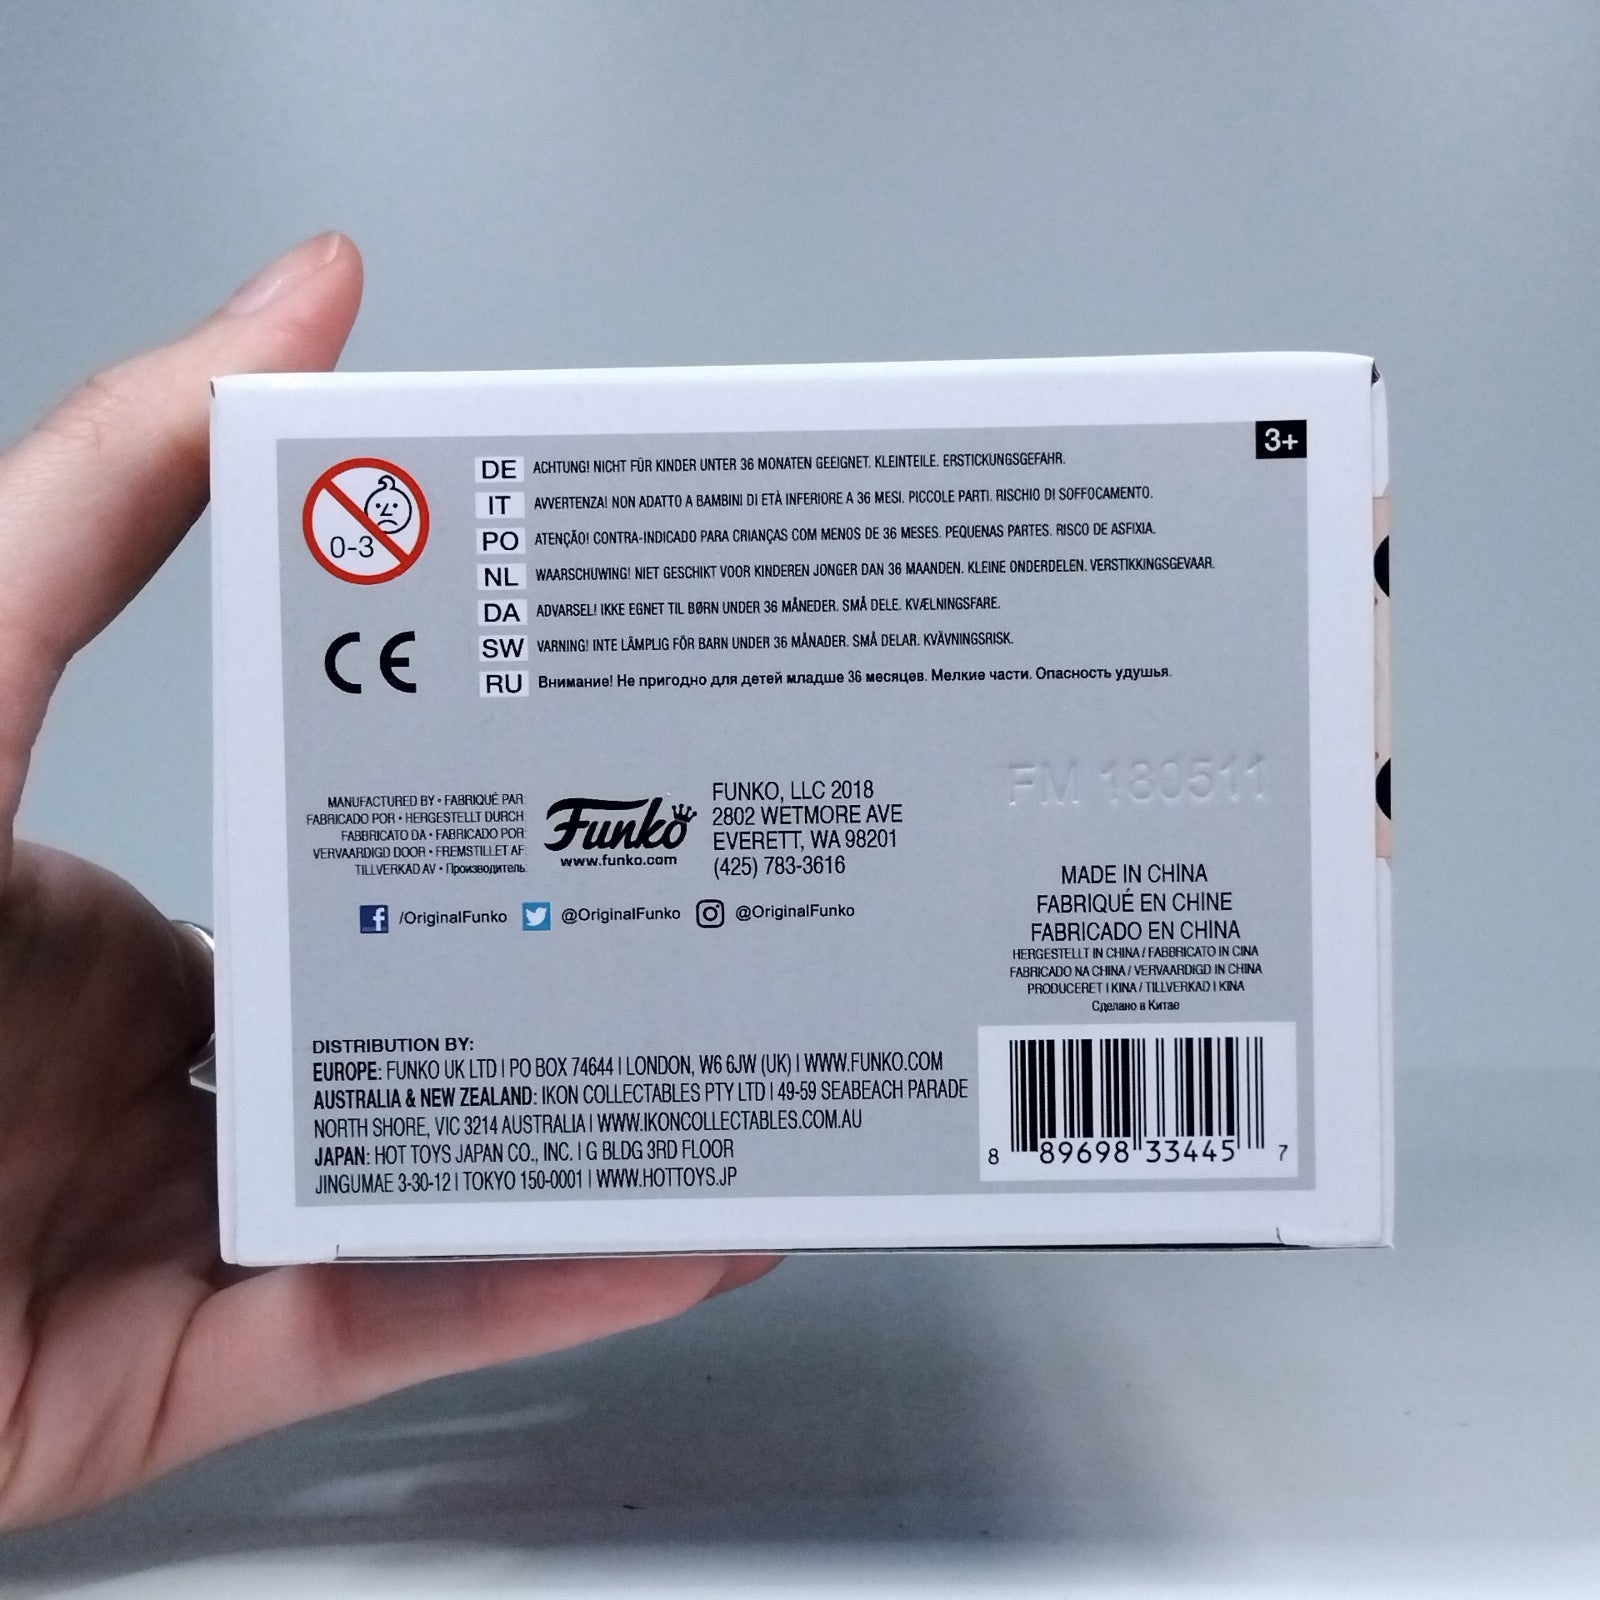 3+
0-3
DE ACHTUNG! NICHT FÜR KINDER UNTER 36 MONATEN GEEIGNET. KLEINTEILE. ERSTICKUNGSGEFAHR.
IT AVVERTENZA! NON ADATTO A BAMBINI DI ETÀ INFERIORE A 36 MESI. PICCOLE PARTI. RISCHIO DI SOFFOCAMENTO.
PO ATENÇÃO! CONTRA-INDICADO PARA CRIANÇAS COM MENOS DE 36 MESES. PEQUENAS PARTES. RISCO DE ASFIXIA.
NL WAARSCHUWING! NIET GESCHIKT VOOR KINDEREN JONGER DAN 36 MAANDEN. KLEINE ONDERDELEN. VERSTIKKINGSGEVAAR.
DA ADVARSEL! IKKE EGNET TIL BØRN UNDER 36 MÅNEDER. SMÅ DELE. KVÆLNINGSFARE.
SW VARNING! INTE LÄMPLIG FÖR BARN UNDER 36 MÅNADER. SMÅ DELAR. KVÄVNINGSRISK.
RU Внимание! Не пригодно для детей младше 36 месяцев. Мелкие части. Опасность удушья.
CE
FM 180511
MANUFACTURED BY • FABRIQUÉ PAR:
FABRICADO POR • HERGESTELLT DURCH:
FABBRICATO DA • FABRICADO POR:
VERVAARDIGD DOOR • FREMSTILLET AF:
TILLVERKAD AV • Производитель:
Funko
www.funko.com
FUNKO, LLC 2018
2802 WETMORE AVE
EVERETT, WA 98201
(425) 783-3616
/OriginalFunko @OriginalFunko @OriginalFunko
MADE IN CHINA
FABRIQUÉ EN CHINE
FABRICADO EN CHINA
HERGESTELLT IN CHINA / FABBRICATO IN CINA
FABRICADO NA CHINA / VERVAARDIGD IN CHINA
PRODUCERET I KINA / TILLVERKAD I KINA
Сделано в Китае
DISTRIBUTION BY:
EUROPE: FUNKO UK LTD | PO BOX 74644 | LONDON, W6 6JW (UK) | WWW.FUNKO.COM
AUSTRALIA & NEW ZEALAND: IKON COLLECTABLES PTY LTD | 49-59 SEABEACH PARADE
NORTH SHORE, VIC 3214 AUSTRALIA | WWW.IKONCOLLECTABLES.COM.AU
JAPAN: HOT TOYS JAPAN CO., INC. | G BLDG 3RD FLOOR
JINGUMAE 3-30-12 | TOKYO 150-0001 | WWW.HOTTOYS.JP
8 89698 33445 7